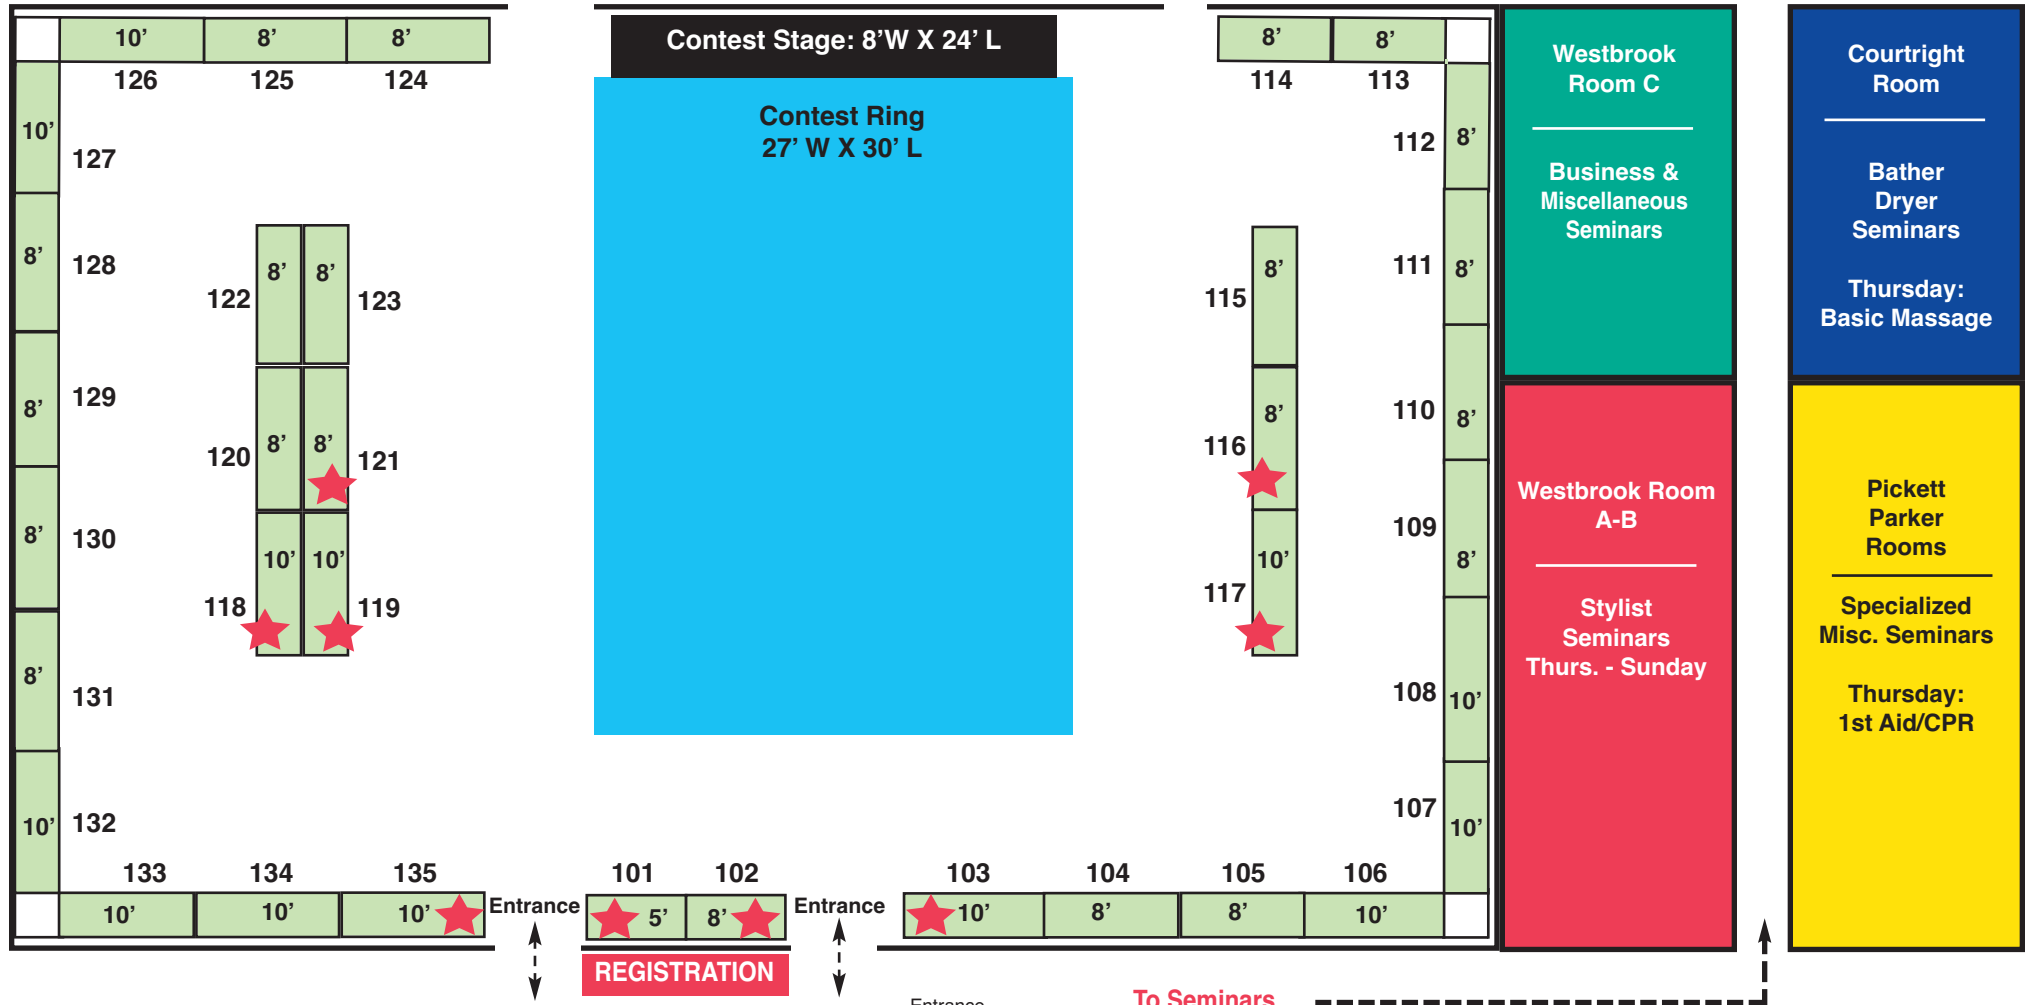 10’ 8’ 8’
126 125 124
Contest Stage: 8’W X 24’ L
Contest Ring
27’ W X 30’ L
8’ 8’
114 113
10’ 127
8’ 128
8’ 129
8’ 130
8’ 131
10’ 132
122 8’ 8’ 123
120 8’ 8’ 121
10’ 10’
118 119
115 8’
8’
116
10’
117
112 8’
111 8’
110 8’
109 8’
108 10’
107 10’
133 134 135
10’ 10’ 10’
Entrance
101 102
5’ 8’
REGISTRATION
Entrance
103 104 105 106
10’ 8’ 8’ 10’
Entrance
To Seminars
Westbrook
Room C
Business &
Miscellaneous
Seminars
Courtright
Room
Bather
Dryer
Seminars
Thursday:
Basic Massage
Westbrook Room
A-B
Stylist
Seminars
Thurs. - Sunday
Pickett
Parker
Rooms
Specialized
Misc. Seminars
Thursday:
1st Aid/CPR